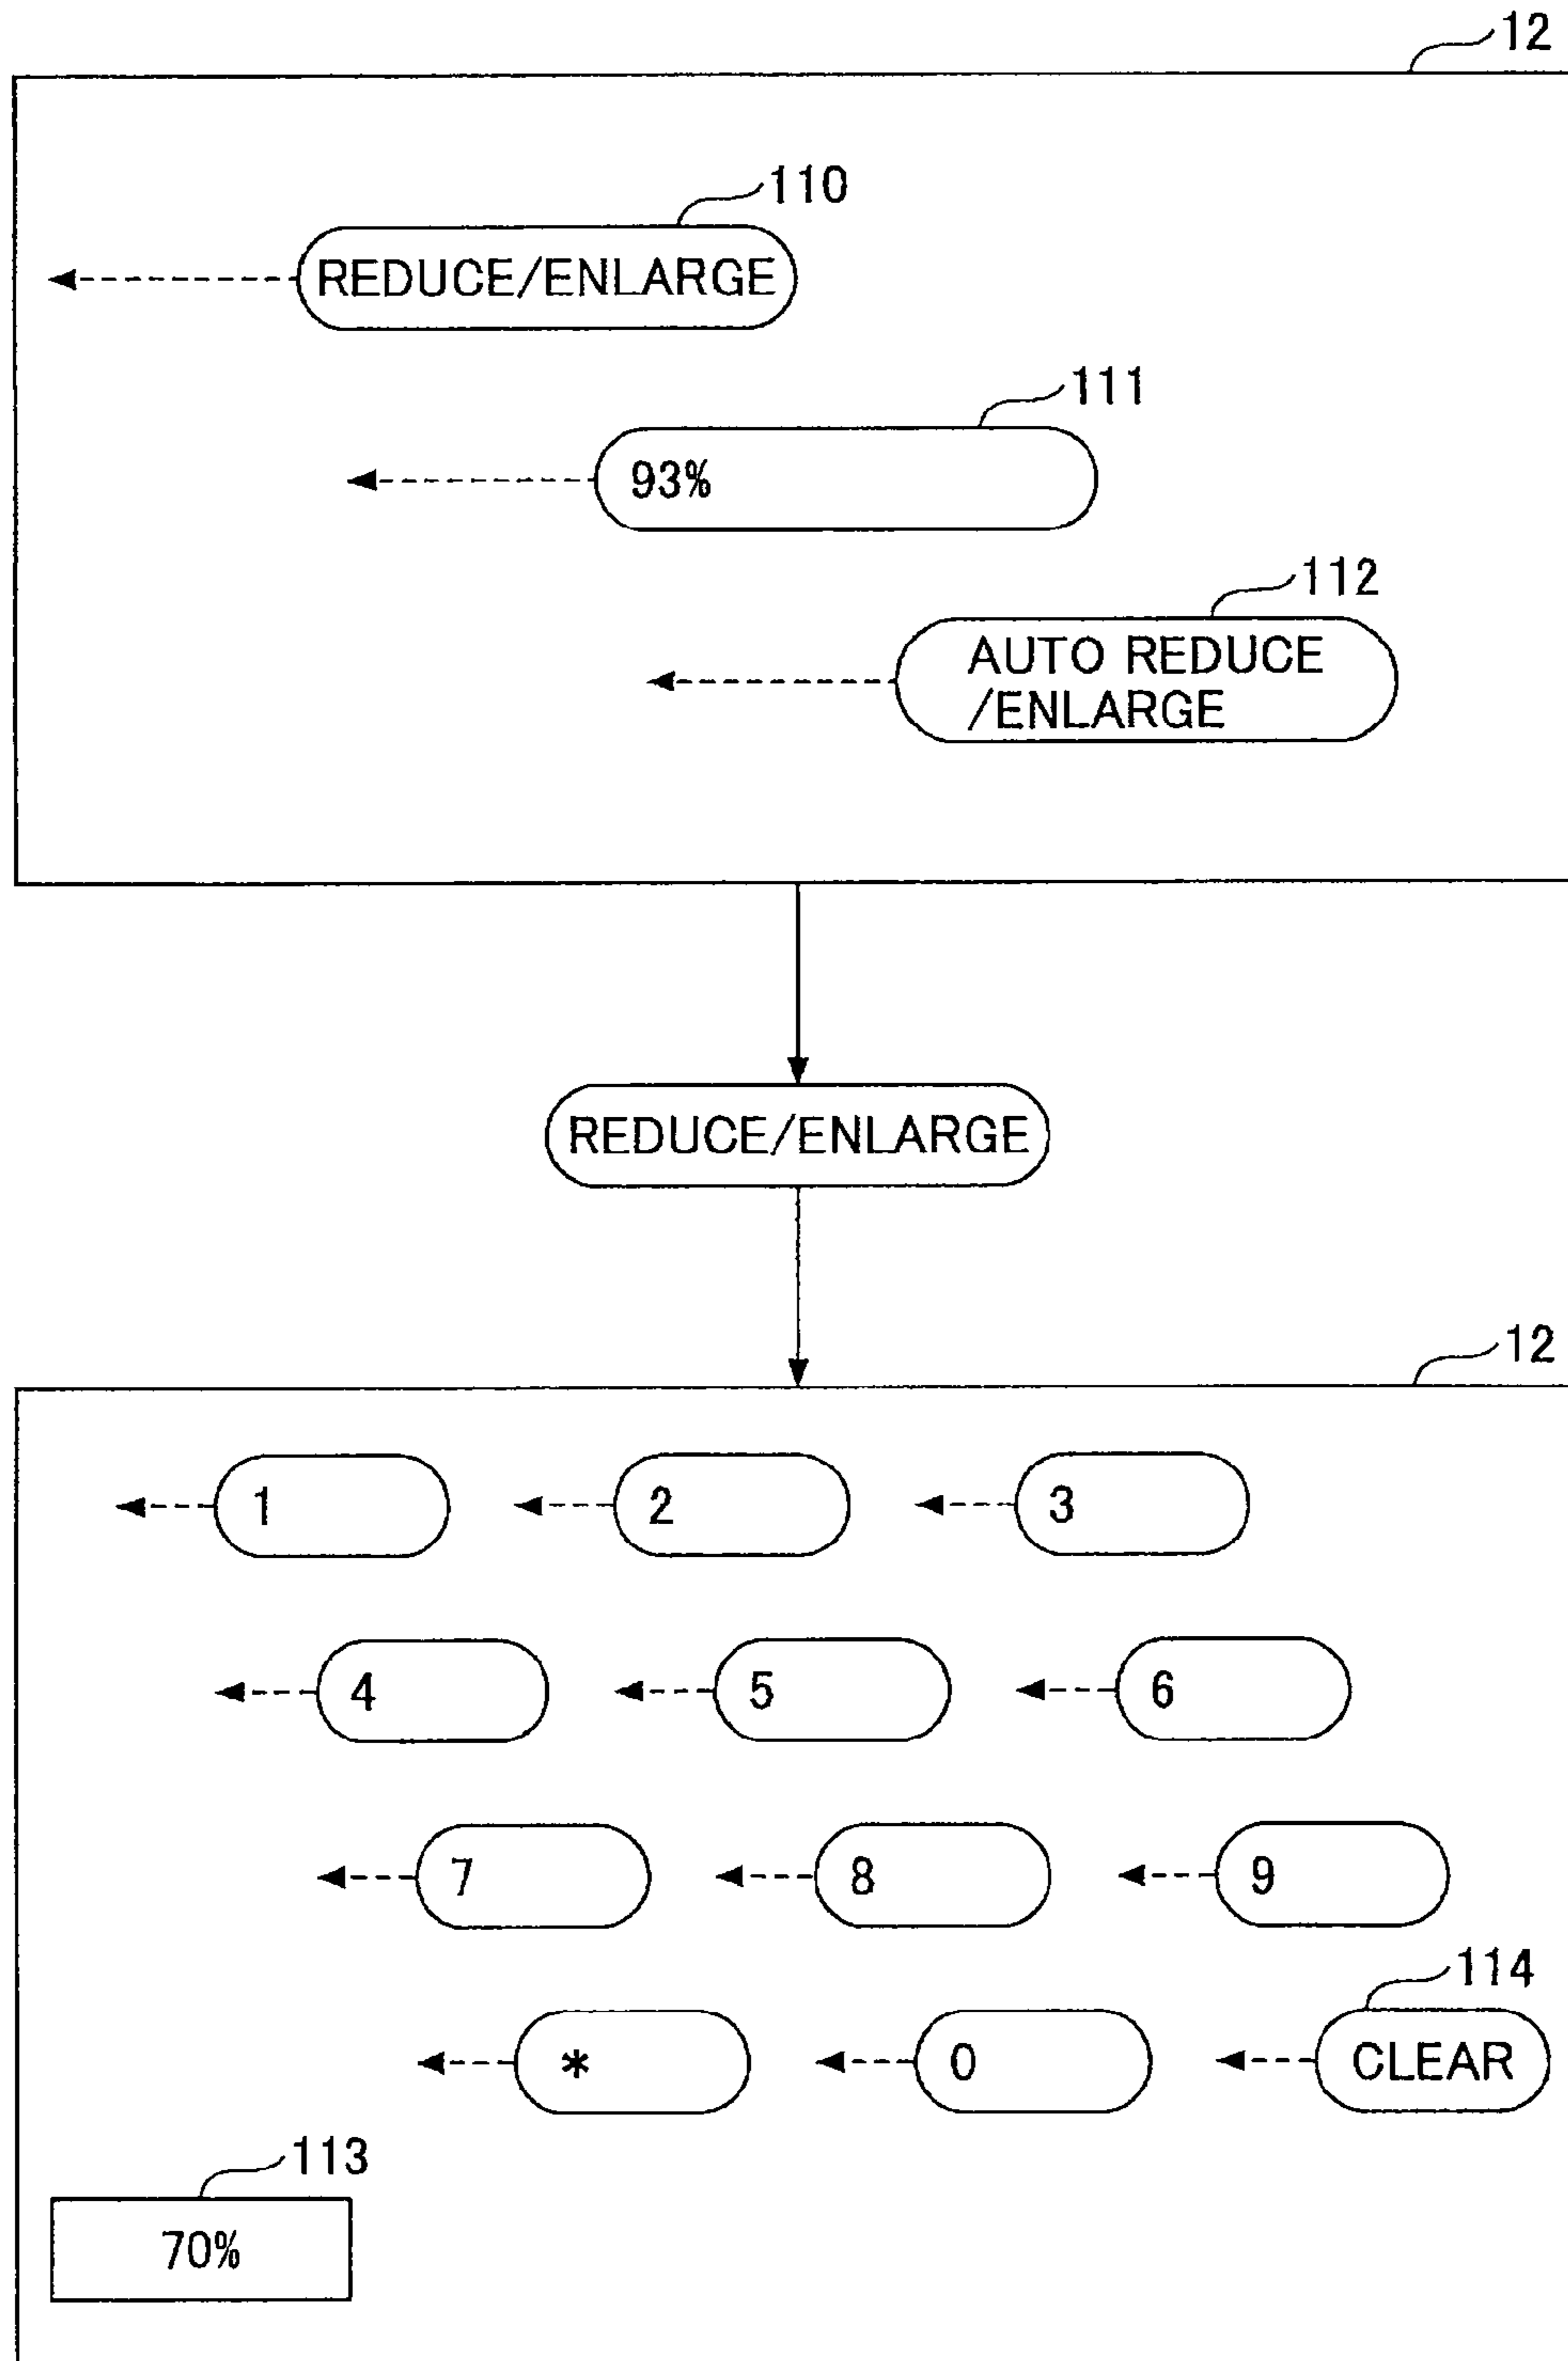 12
110
REDUCE/ENLARGE
111
93%
112
AUTO REDUCE
/ENLARGE
REDUCE/ENLARGE
12
1 2 3
4 5 6
7 8 9
114
* 0 CLEAR
113
70%